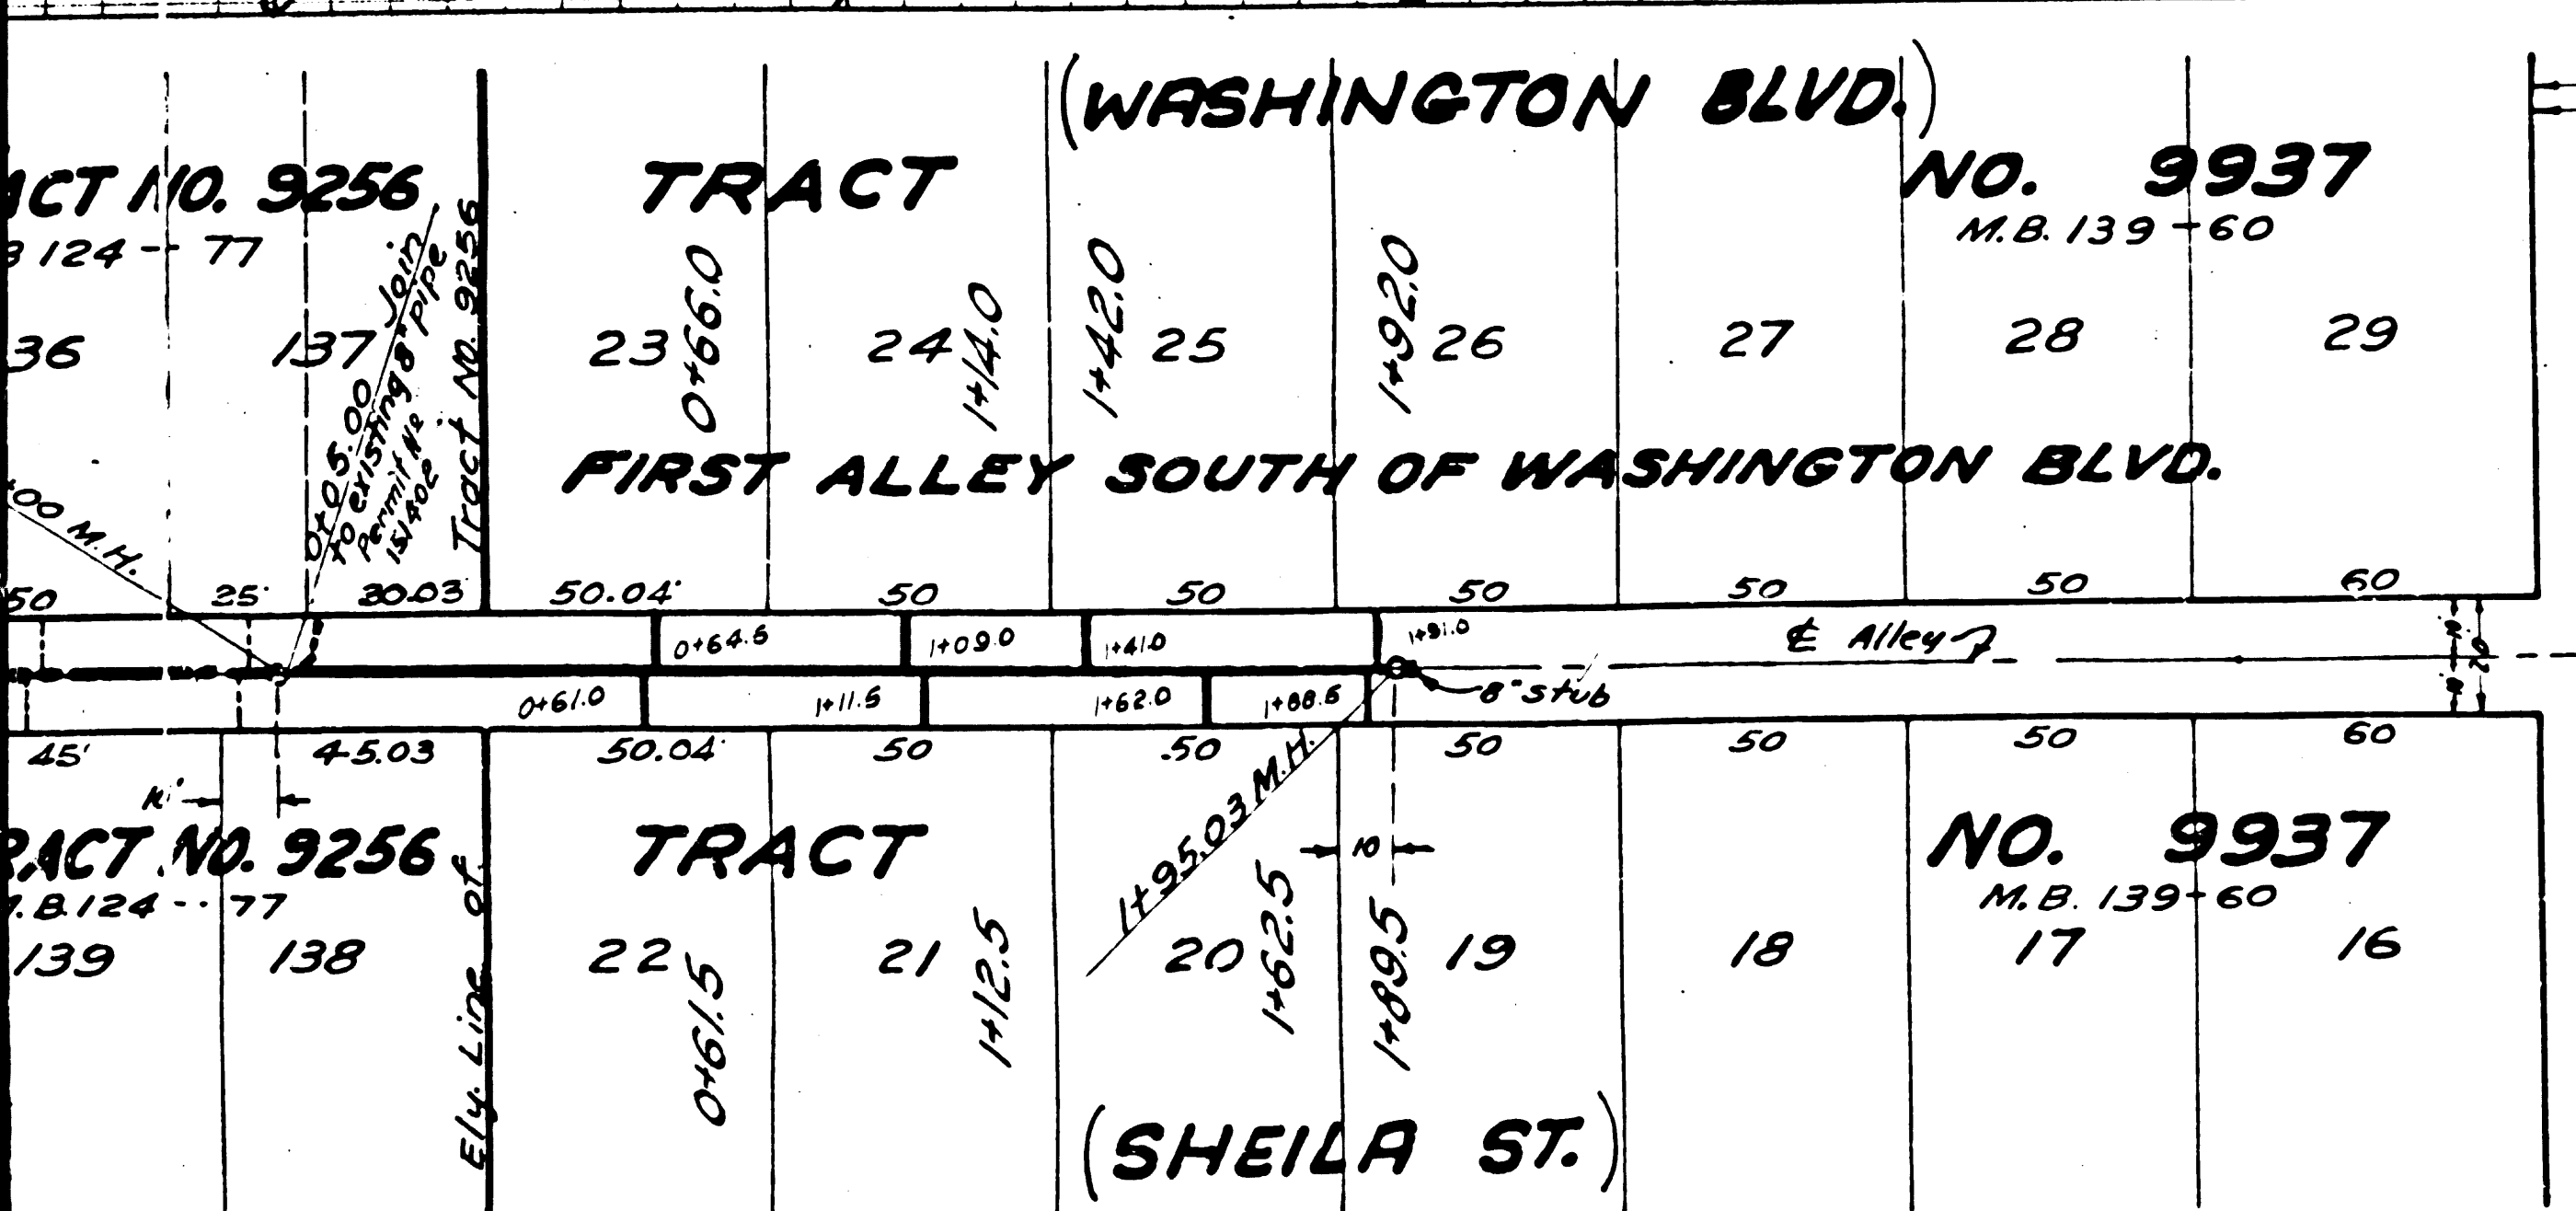 (WASHINGTON BLVD.)
ACT NO. 9256
TRACT
NO. 9937
B 124 - 77
M.B. 139-60
36
137
23
24
25
26
27
28
29
0+66.0
1+14.0
1+42.0
1+92.0
0+05.00 Join
to existing 8" pipe
Permit No
151402
Tract No. 9256
FIRST ALLEY SOUTH OF WASHINGTON BLVD.
+00 M.H.
50
25'
30.03
50.04'
50
50
50
50
50
60
0+64.5
1+09.0
1+41.0
1+91.0
℄ Alley
20
0+61.0
1+11.5
1+62.0
1+88.5
8" stub
45'
45.03
50.04'
50
50
50
50
50
60
1+95.03 M.H.
10
RACT NO. 9256
TRACT
NO. 9937
M.B. 124-77
M.B. 139-60
139
138
22
21
20
19
18
17
16
Ely. Line of
0+61.5
1+12.5
1+62.5
1+89.5
(SHEILA ST.)